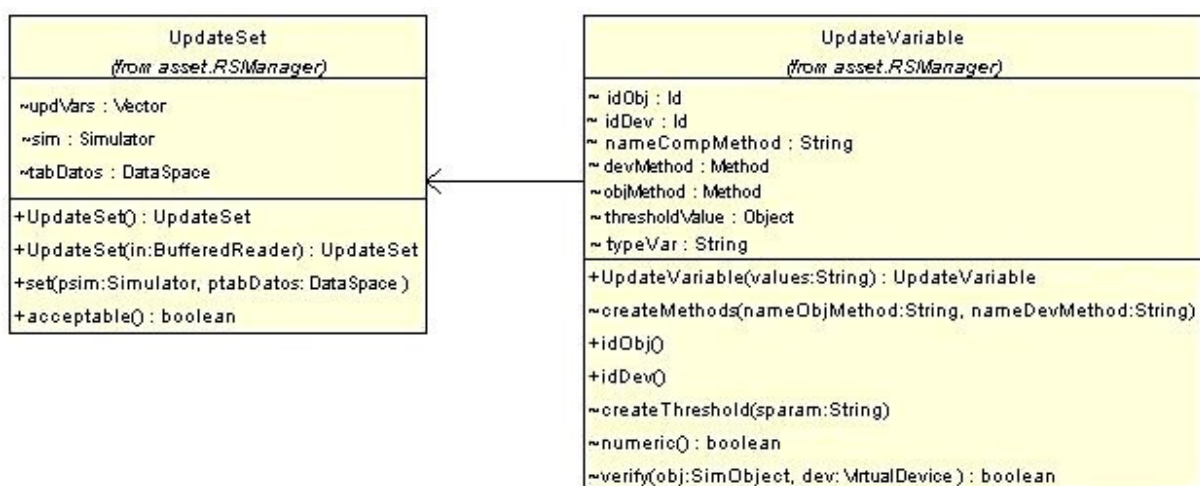 UpdateSet
(from asset.RSManager)
~updVars : Vector
~sim : Simulator
~tabDatos : DataSpace
+UpdateSet() : UpdateSet
+UpdateSet(in:BufferedReader) : UpdateSet
+set(psim:Simulator, ptabDatos: DataSpace )
+acceptable() : boolean
UpdateVariable
(from asset.RSManager)
~ idObj : Id
~ idDev : Id
~ nameCompMethod : String
~ devMethod : Method
~objMethod : Method
~thresholdValue : Object
~ typeVar : String
+UpdateVariable(values:String) : UpdateVariable
~createMethods(nameObjMethod:String, nameDevMethod:String)
+idObj()
+idDev()
~createThreshold(sparam:String)
~numeric() : boolean
~verify(obj:SimObject, dev: VirtualDevice ) : boolean